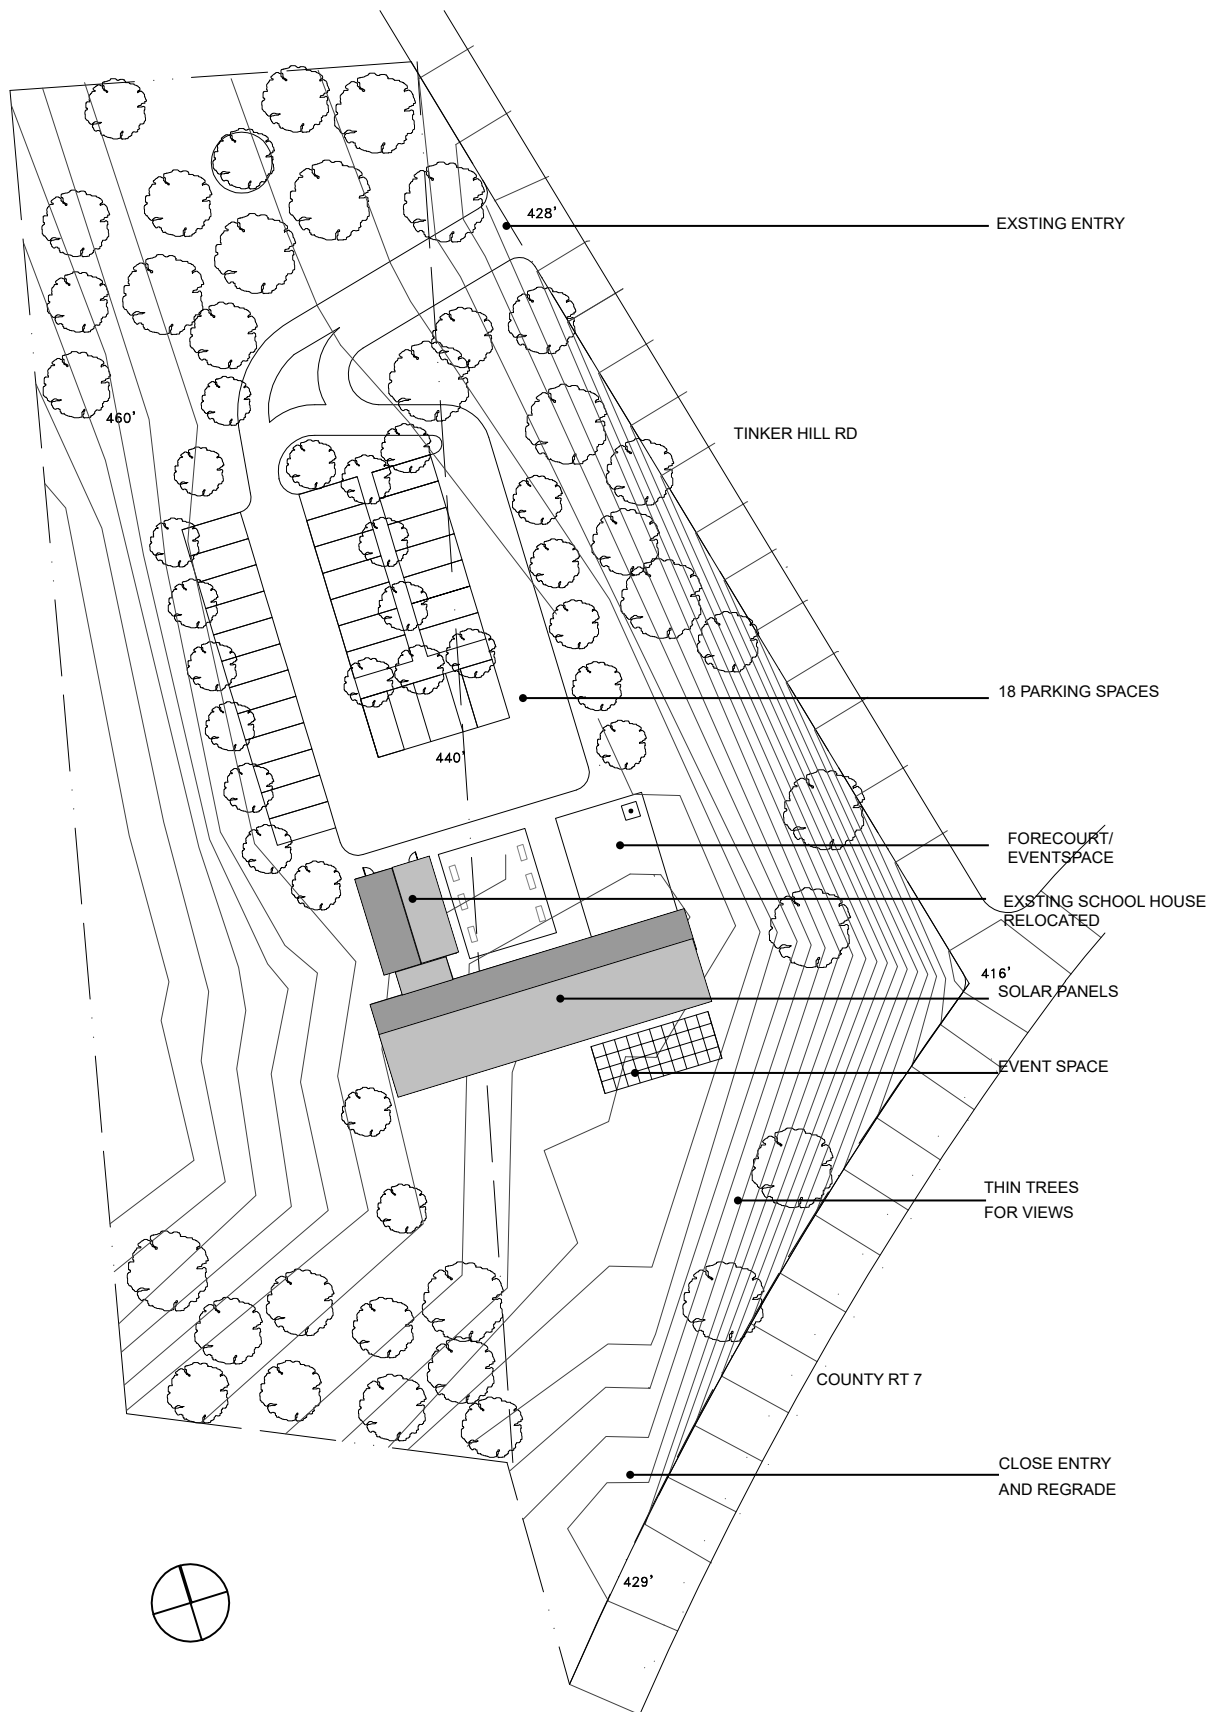 428'
EXSTING ENTRY
460'
TINKER HILL RD
18 PARKING SPACES
440'
FORECOURT/
EVENTSPACE
EXSTING SCHOOL HOUSE
RELOCATED
416'
SOLAR PANELS
EVENT SPACE
THIN TREES
FOR VIEWS
COUNTY RT 7
CLOSE ENTRY
AND REGRADE
429'